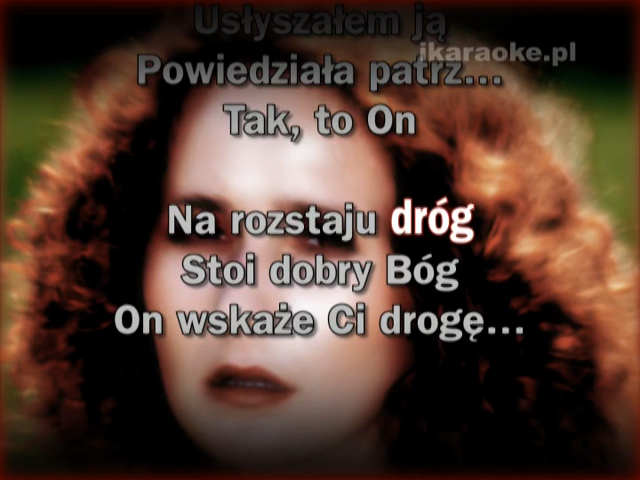 Usłyszałem ją
ikaraoke.pl
Powiedziała patrz...
Tak, to On
Na rozstaju dróg
Stoi dobry Bóg
On wskaże Ci drogę...